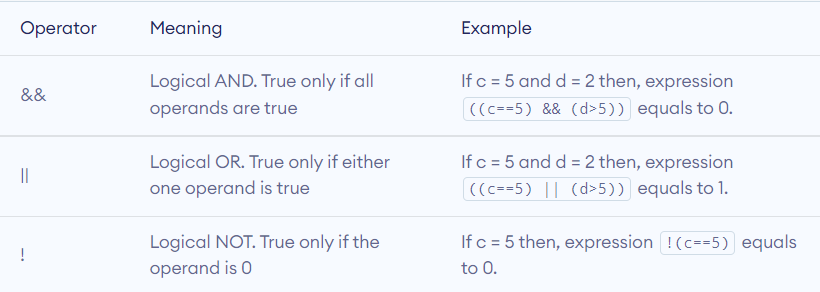 Operator Meaning Example
&& Logical AND. True only if all operands are true If c = 5 and d = 2 then, expression ((c==5) && (d>5)) equals to 0.
|| Logical OR. True only if either one operand is true If c = 5 and d = 2 then, expression ((c==5) || (d>5)) equals to 1.
! Logical NOT. True only if the operand is 0 If c = 5 then, expression !(c==5) equals to 0.